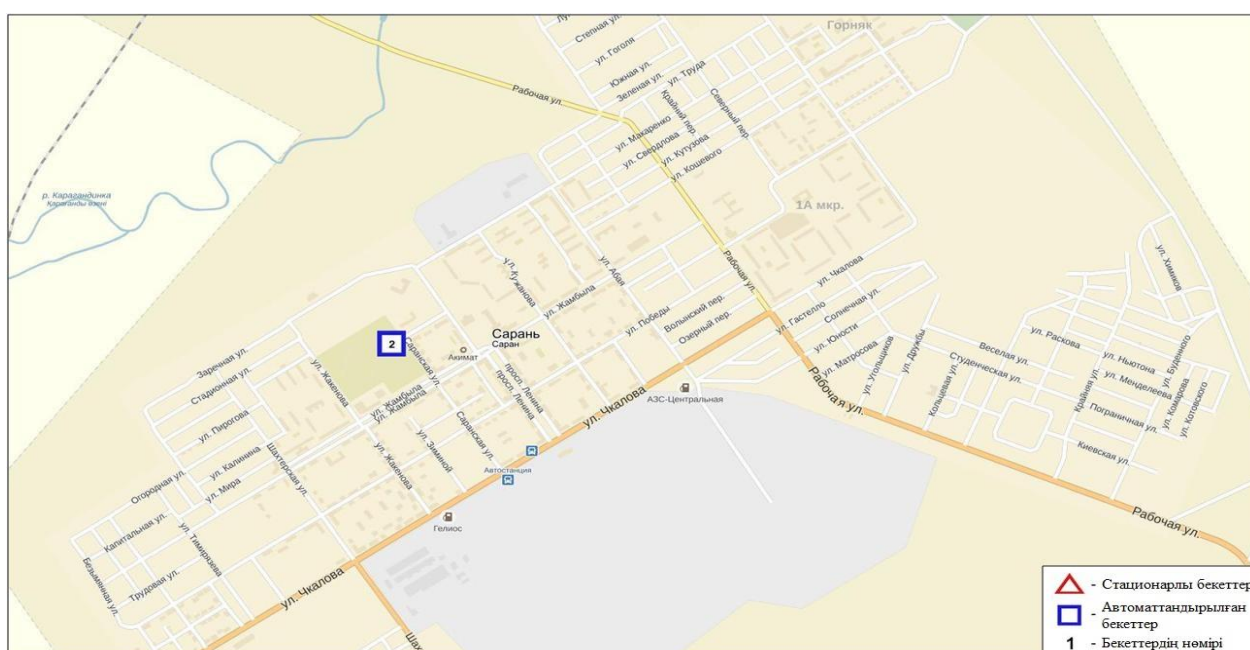 Горняк
Степная ул.
ул. Гоголя
Южная ул.
Зеленая ул.
ул. Труда
Рабочая ул.
Крайний пер.
Северный пер.
ул. Макаренко
ул. Свердлова
ул. Кутузова
ул. Кошевого
р. Карагандинка
Қарағанды өзені
1А мкр.
ул. Химиков
ул. Кужанова
ул. Абая
Рабочая ул.
ул. Чкалова
ул. Жамбыла
ул. Победы
Волынский пер.
Озерный пер.
ул. Гастелло
Солнечная ул.
ул. Юности
ул. Матросова
ул. Угольщиков
ул. Дружбы
Сарань
Саран
2
Акимат
Саранская ул.
Заречная ул.
Стадионная ул.
ул. Пирогова
ул. Жакенова
просп. Ленина
просп. Ленина
ул. Жамбыла
ул. Жамбыла
Веселая ул.
Студенческая ул.
Кольцевая ул.
ул. Раскова
ул. Ньютона
ул. Буденного
ул. Менделеева
Крайняя ул.
ул. Комарова
ул. Котовского
Пограничная ул.
Киевская ул.
АЗС-Центральная
ул. Чкалова
Рабочая ул.
Саранская ул.
ул. Зиминой
ул. Жакенова
Автостанция
Шахтерская ул.
ул. Калинина
ул. Мира
Огородная ул.
Капитальная ул.
ул. Тимирязева
Гелиос
Трудовая ул.
Безымянная ул.
ул. Чкалова
Рабочая ул.
- Стационарлы бекеттер
- Автоматтандырылған
бекеттер
1 - Бекеттердің нөмірі